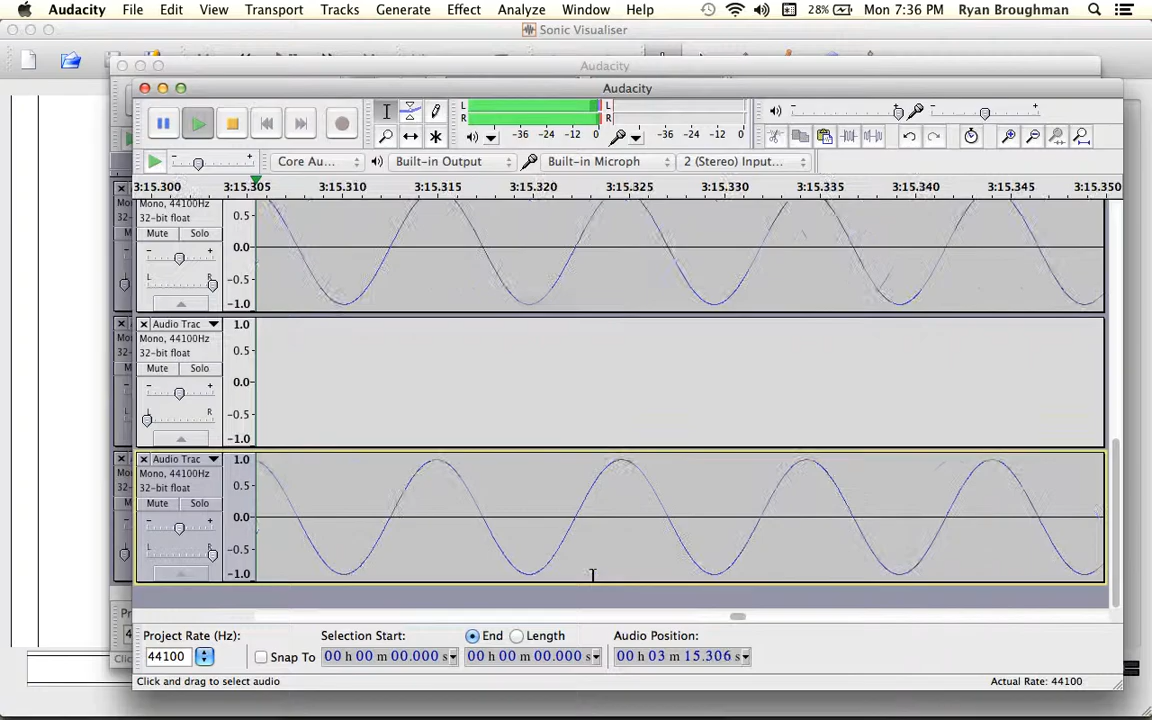 Audacity File Edit View Transport Tracks Generate Effect Analyze Window Help 28% Mon 7:36 PM Ryan Broughman
Sonic Visualiser
Audacity
Audacity
L R -36 -24 -12 0 L R -36 -24 -12 0
Core Au... Built-in Output Built-in Microph 2 (Stereo) Input...
3:15.300 3:15.305 3:15.310 3:15.315 3:15.320 3:15.325 3:15.330 3:15.335 3:15.340 3:15.345 3:15.350
Mono, 44100Hz
32-bit float 0.5
Mute Solo
0.0
L R -0.5
-1.0
Audio Trac 1.0
Mono, 44100Hz
32-bit float 0.5
Mute Solo
0.0
L R -0.5
-1.0
Audio Trac 1.0
Mono, 44100Hz
32-bit float 0.5
Mute Solo
0.0
L R -0.5
-1.0
Project Rate (Hz): Selection Start: End Length Audio Position:
44100 Snap To 00 h 00 m 00.000 s 00 h 00 m 00.000 s 00 h 03 m 15.306 s
Click and drag to select audio Actual Rate: 44100